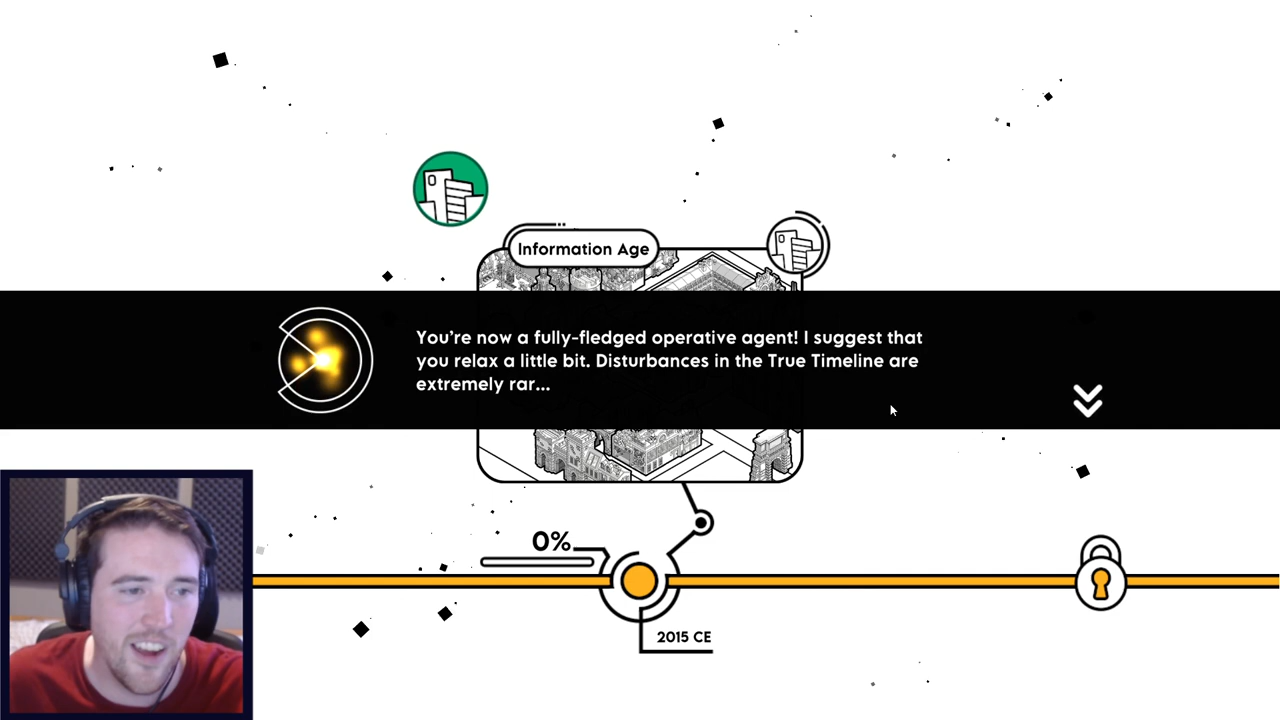 Information Age
You're now a fully-fledged operative agent! I suggest that
you relax a little bit. Disturbances in the True Timeline are
extremely rar...
0%
2015 CE